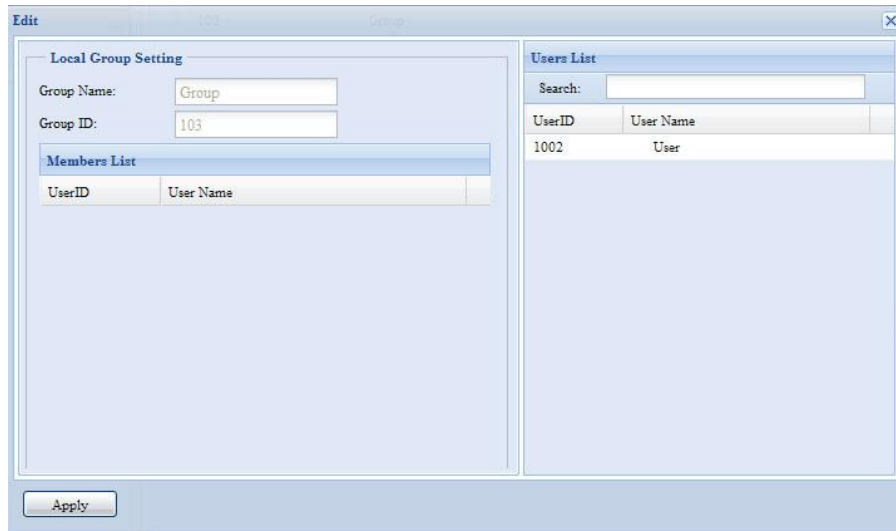 Edit
Local Group Setting
Group Name: Group
Group ID: 103
Members List
UserID User Name
Users List
Search:
UserID User Name
1002 User
Apply